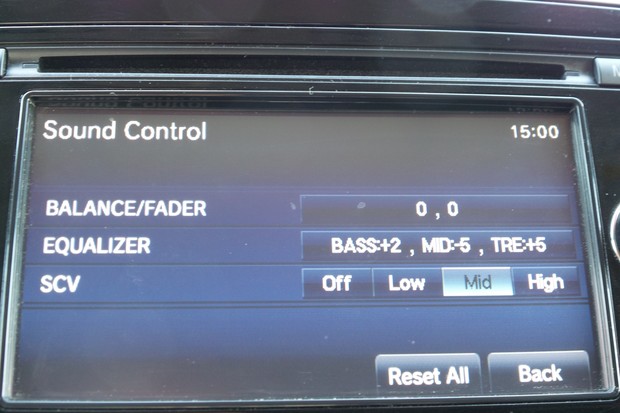 Sound Control 15:00
BALANCE/FADER 0 , 0
EQUALIZER BASS:+2 , MID:-5 , TRE:+5
SCV Off Low Mid High
Reset All Back